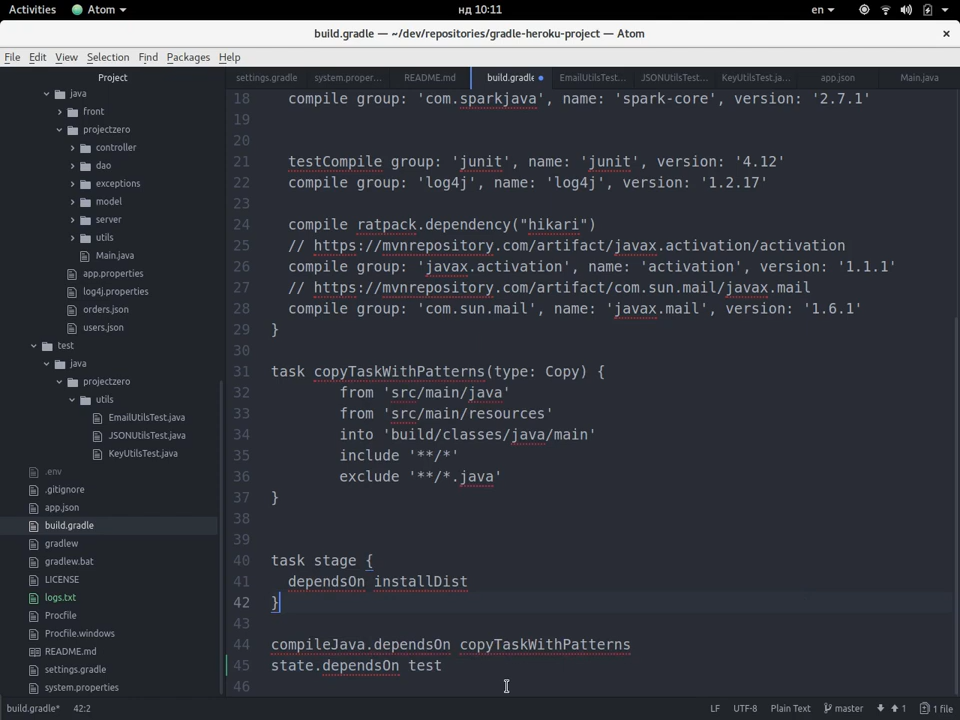 Activities Atom нд 10:11 en
build.gradle — ~/dev/repositories/gradle-heroku-project — Atom ×
File Edit View Selection Find Packages Help
Project
settings.gradle system.proper... README.md build.gradle EmailUtilsTest... JSONUtilsTest... KeyUtilsTest.ja... app.json Main.java
java
front
projectzero
controller
dao
exceptions
model
server
utils
Main.java
app.properties
log4j.properties
orders.json
users.json
test
java
projectzero
utils
EmailUtilsTest.java
JSONUtilsTest.java
KeyUtilsTest.java
.env
.gitignore
app.json
build.gradle
gradlew
gradlew.bat
LICENSE
logs.txt
Procfile
Procfile.windows
README.md
settings.gradle
system.properties
18 compile group: 'com.sparkjava', name: 'spark-core', version: '2.7.1'
19
20
21 testCompile group: 'junit', name: 'junit', version: '4.12'
22 compile group: 'log4j', name: 'log4j', version: '1.2.17'
23
24 compile ratpack.dependency("hikari")
25 // https://mvnrepository.com/artifact/javax.activation/activation
26 compile group: 'javax.activation', name: 'activation', version: '1.1.1'
27 // https://mvnrepository.com/artifact/com.sun.mail/javax.mail
28 compile group: 'com.sun.mail', name: 'javax.mail', version: '1.6.1'
29 }
30
31 task copyTaskWithPatterns(type: Copy) {
32 from 'src/main/java'
33 from 'src/main/resources'
34 into 'build/classes/java/main'
35 include '**/*'
36 exclude '**/*.java'
37 }
38
39
40 task stage {
41 dependsOn installDist
42 }
43
44 compileJava.dependsOn copyTaskWithPatterns
45 state.dependsOn test
46
build.gradle* 42:2 LF UTF-8 Plain Text master 1 1 file